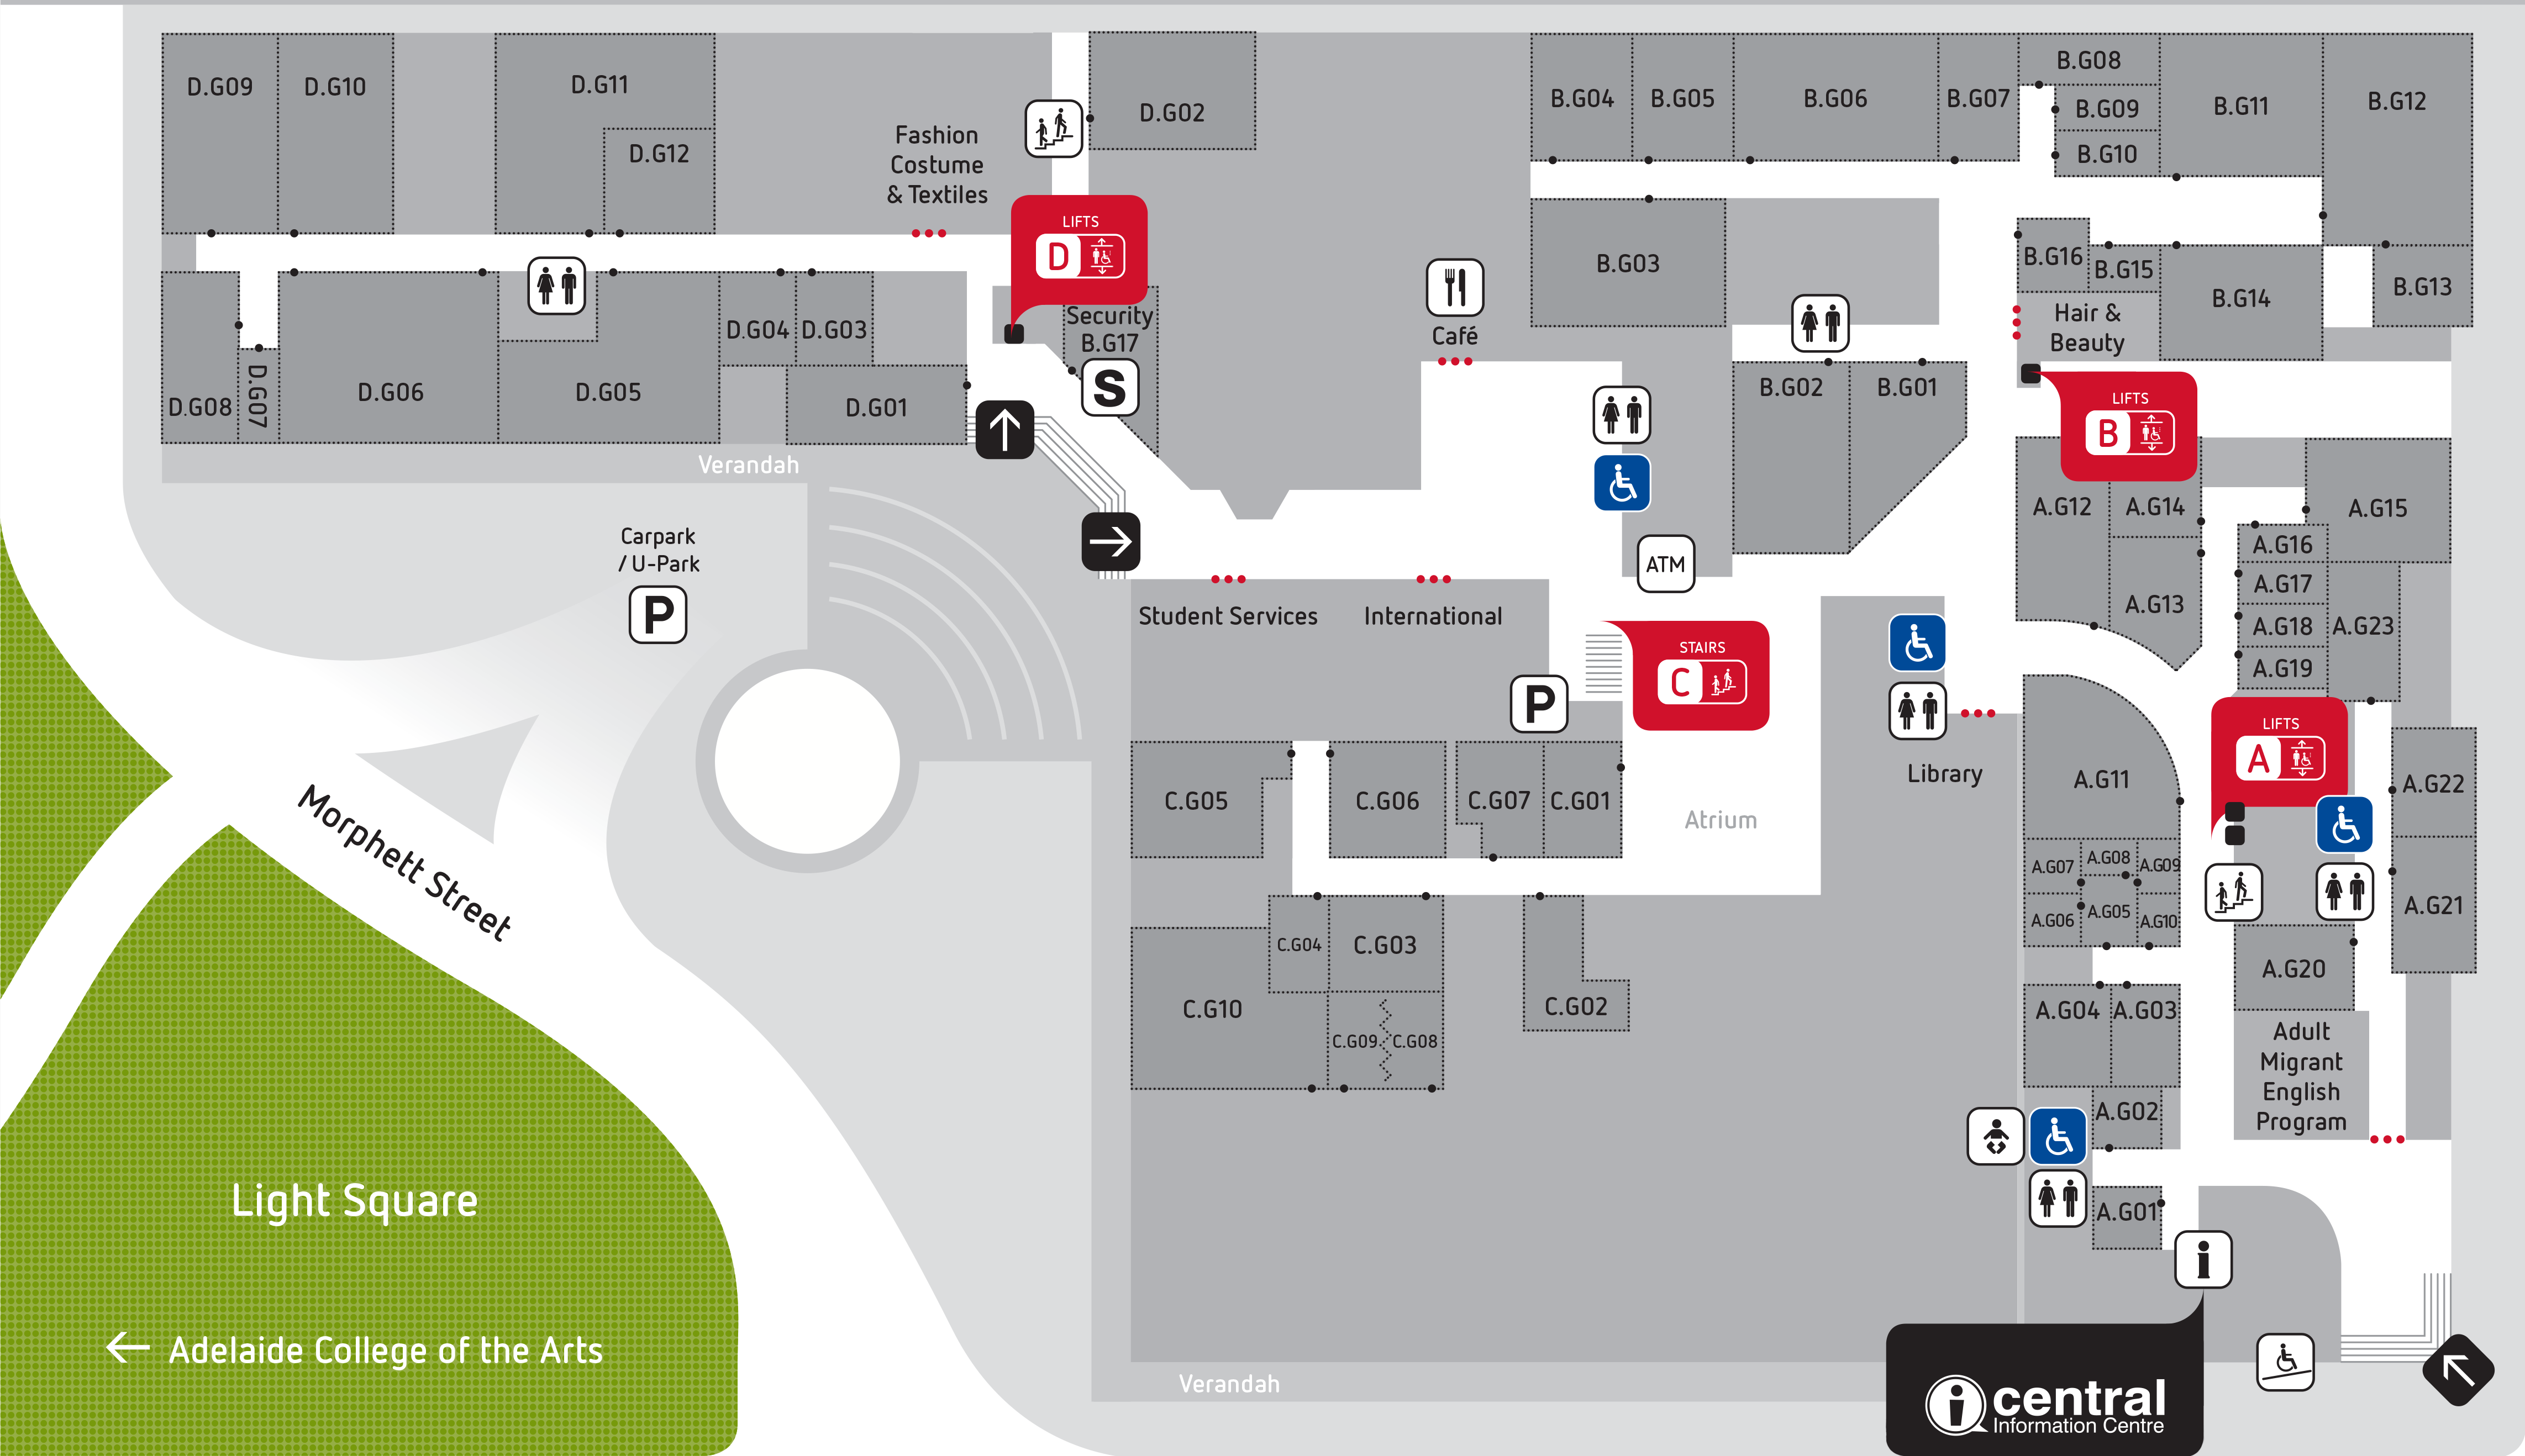 D.G09
D.G10
D.G11
D.G12
Fashion
Costume
& Textiles
D.G02
LIFTS
D
Security
B.G17
S
D.G08
D.G07
D.G06
D.G05
D.G04
D.G03
D.G01
Verandah
Café
B.G04
B.G05
B.G06
B.G07
B.G08
B.G09
B.G10
B.G11
B.G12
B.G03
B.G16
B.G15
B.G14
B.G13
Hair &
Beauty
B.G02
B.G01
LIFTS
B
Carpark
/ U-Park
P
ATM
Student Services
International
STAIRS
C
P
A.G12
A.G14
A.G13
A.G15
A.G16
A.G17
A.G18
A.G19
A.G23
Library
LIFTS
A
A.G11
A.G22
A.G21
A.G07
A.G08
A.G09
A.G06
A.G05
A.G10
A.G20
A.G04
A.G03
Adult
Migrant
English
Program
A.G02
A.G01
C.G05
C.G06
C.G07
C.G01
Atrium
C.G04
C.G03
C.G10
C.G09
C.G08
C.G02
Morphett Street
Light Square
Adelaide College of the Arts
Verandah
i
i central
Information Centre